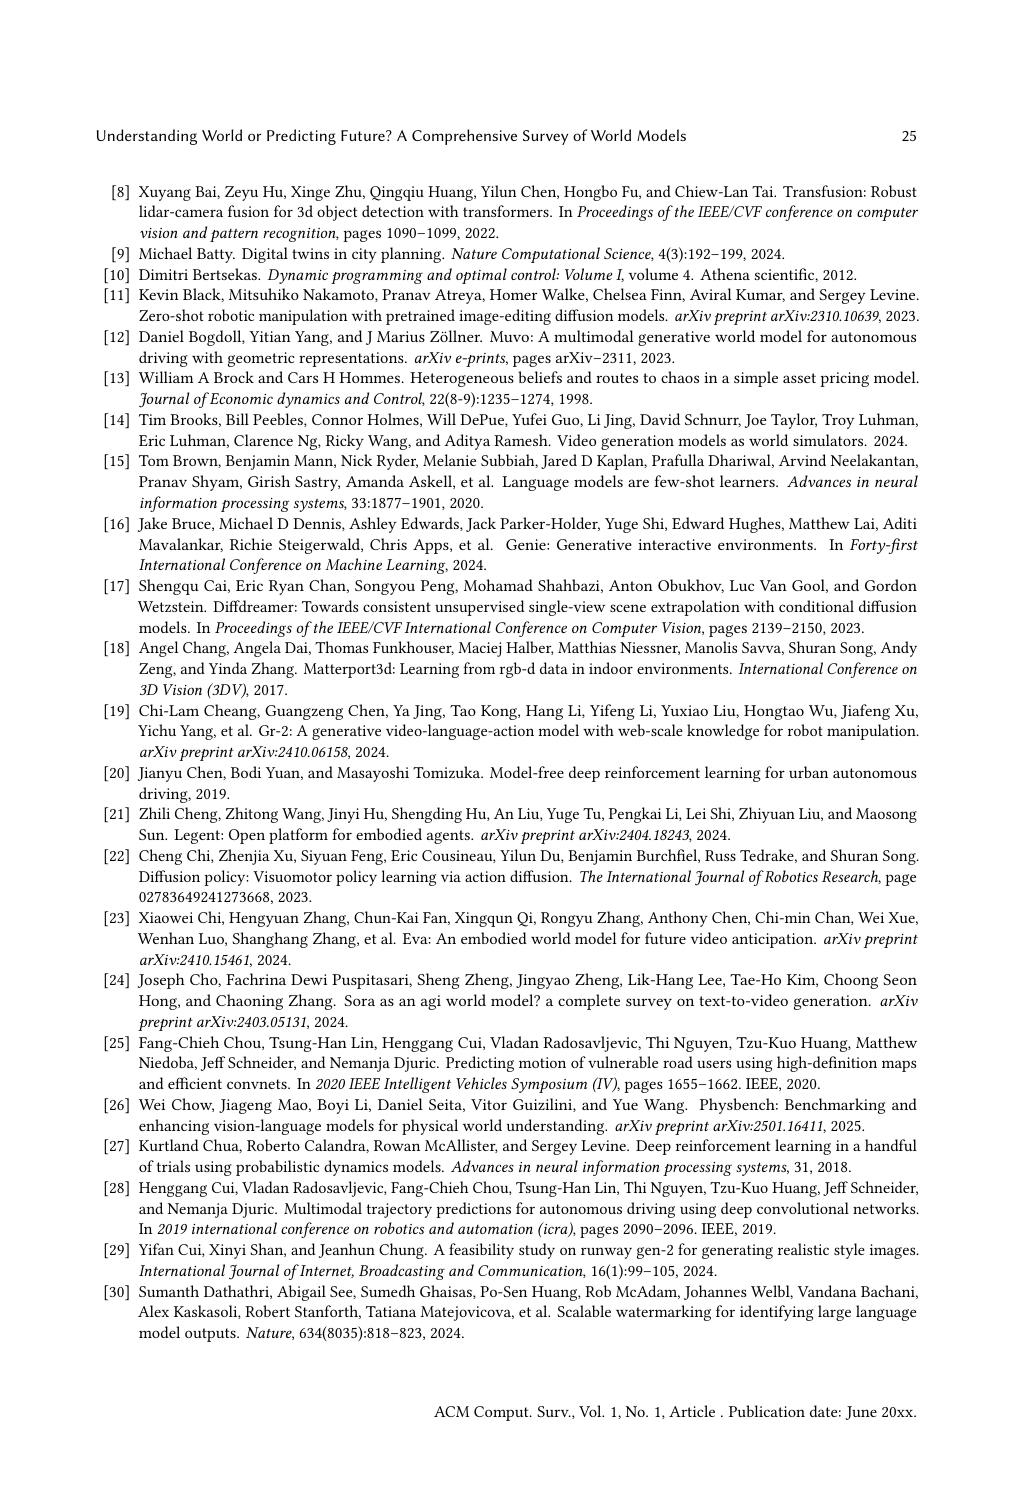 Understanding World or Predicting Future? A Comprehensive Survey of World Models 25
[8] Xuyang Bai, Zeyu Hu, Xinge Zhu, Qingqiu Huang, Yilun Chen, Hongbo Fu, and Chiew-Lan Tai. Transfusion: Robust
lidar-camera fusion for 3d object detection with transformers. In Proceedings of the IEEE/CVF conference on computer
vision and pattern recognition, pages 1090–1099, 2022.
[9] Michael Batty. Digital twins in city planning. Nature Computational Science, 4(3):192–199, 2024.
[10] Dimitri Bertsekas. Dynamic programming and optimal control: Volume I, volume 4. Athena scientific, 2012.
[11] Kevin Black, Mitsuhiko Nakamoto, Pranav Atreya, Homer Walke, Chelsea Finn, Aviral Kumar, and Sergey Levine.
Zero-shot robotic manipulation with pretrained image-editing diffusion models. arXiv preprint arXiv:2310.10639, 2023.
[12] Daniel Bogdoll, Yitian Yang, and J Marius Zöllner. Muvo: A multimodal generative world model for autonomous
driving with geometric representations. arXiv e-prints, pages arXiv–2311, 2023.
[13] William A Brock and Cars H Hommes. Heterogeneous beliefs and routes to chaos in a simple asset pricing model.
Journal of Economic dynamics and Control, 22(8-9):1235–1274, 1998.
[14] Tim Brooks, Bill Peebles, Connor Holmes, Will DePue, Yufei Guo, Li Jing, David Schnurr, Joe Taylor, Troy Luhman,
Eric Luhman, Clarence Ng, Ricky Wang, and Aditya Ramesh. Video generation models as world simulators. 2024.
[15] Tom Brown, Benjamin Mann, Nick Ryder, Melanie Subbiah, Jared D Kaplan, Prafulla Dhariwal, Arvind Neelakantan,
Pranav Shyam, Girish Sastry, Amanda Askell, et al. Language models are few-shot learners. Advances in neural
information processing systems, 33:1877–1901, 2020.
[16] Jake Bruce, Michael D Dennis, Ashley Edwards, Jack Parker-Holder, Yuge Shi, Edward Hughes, Matthew Lai, Aditi
Mavalankar, Richie Steigerwald, Chris Apps, et al. Genie: Generative interactive environments. In Forty-first
International Conference on Machine Learning, 2024.
[17] Shengqu Cai, Eric Ryan Chan, Songyou Peng, Mohamad Shahbazi, Anton Obukhov, Luc Van Gool, and Gordon
Wetzstein. Diffdreamer: Towards consistent unsupervised single-view scene extrapolation with conditional diffusion
models. In Proceedings of the IEEE/CVF International Conference on Computer Vision, pages 2139–2150, 2023.
[18] Angel Chang, Angela Dai, Thomas Funkhouser, Maciej Halber, Matthias Niessner, Manolis Savva, Shuran Song, Andy
Zeng, and Yinda Zhang. Matterport3d: Learning from rgb-d data in indoor environments. International Conference on
3D Vision (3DV), 2017.
[19] Chi-Lam Cheang, Guangzeng Chen, Ya Jing, Tao Kong, Hang Li, Yifeng Li, Yuxiao Liu, Hongtao Wu, Jiafeng Xu,
Yichu Yang, et al. Gr-2: A generative video-language-action model with web-scale knowledge for robot manipulation.
arXiv preprint arXiv:2410.06158, 2024.
[20] Jianyu Chen, Bodi Yuan, and Masayoshi Tomizuka. Model-free deep reinforcement learning for urban autonomous
driving, 2019.
[21] Zhili Cheng, Zhitong Wang, Jinyi Hu, Shengding Hu, An Liu, Yuge Tu, Pengkai Li, Lei Shi, Zhiyuan Liu, and Maosong
Sun. Legent: Open platform for embodied agents. arXiv preprint arXiv:2404.18243, 2024.
[22] Cheng Chi, Zhenjia Xu, Siyuan Feng, Eric Cousineau, Yilun Du, Benjamin Burchfiel, Russ Tedrake, and Shuran Song.
Diffusion policy: Visuomotor policy learning via action diffusion. The International Journal of Robotics Research, page
02783649241273668, 2023.
[23] Xiaowei Chi, Hengyuan Zhang, Chun-Kai Fan, Xingqun Qi, Rongyu Zhang, Anthony Chen, Chi-min Chan, Wei Xue,
Wenhan Luo, Shanghang Zhang, et al. Eva: An embodied world model for future video anticipation. arXiv preprint
arXiv:2410.15461, 2024.
[24] Joseph Cho, Fachrina Dewi Puspitasari, Sheng Zheng, Jingyao Zheng, Lik-Hang Lee, Tae-Ho Kim, Choong Seon
Hong, and Chaoning Zhang. Sora as an agi world model? a complete survey on text-to-video generation. arXiv
preprint arXiv:2403.05131, 2024.
[25] Fang-Chieh Chou, Tsung-Han Lin, Henggang Cui, Vladan Radosavljevic, Thi Nguyen, Tzu-Kuo Huang, Matthew
Niedoba, Jeff Schneider, and Nemanja Djuric. Predicting motion of vulnerable road users using high-definition maps
and efficient convnets. In 2020 IEEE Intelligent Vehicles Symposium (IV), pages 1655–1662. IEEE, 2020.
[26] Wei Chow, Jiageng Mao, Boyi Li, Daniel Seita, Vitor Guizilini, and Yue Wang. Physbench: Benchmarking and
enhancing vision-language models for physical world understanding. arXiv preprint arXiv:2501.16411, 2025.
[27] Kurtland Chua, Roberto Calandra, Rowan McAllister, and Sergey Levine. Deep reinforcement learning in a handful
of trials using probabilistic dynamics models. Advances in neural information processing systems, 31, 2018.
[28] Henggang Cui, Vladan Radosavljevic, Fang-Chieh Chou, Tsung-Han Lin, Thi Nguyen, Tzu-Kuo Huang, Jeff Schneider,
and Nemanja Djuric. Multimodal trajectory predictions for autonomous driving using deep convolutional networks.
In 2019 international conference on robotics and automation (icra), pages 2090–2096. IEEE, 2019.
[29] Yifan Cui, Xinyi Shan, and Jeanhun Chung. A feasibility study on runway gen-2 for generating realistic style images.
International Journal of Internet, Broadcasting and Communication, 16(1):99–105, 2024.
[30] Sumanth Dathathri, Abigail See, Sumedh Ghaisas, Po-Sen Huang, Rob McAdam, Johannes Welbl, Vandana Bachani,
Alex Kaskasoli, Robert Stanforth, Tatiana Matejovicova, et al. Scalable watermarking for identifying large language
model outputs. Nature, 634(8035):818–823, 2024.
ACM Comput. Surv., Vol. 1, No. 1, Article . Publication date: June 20xx.